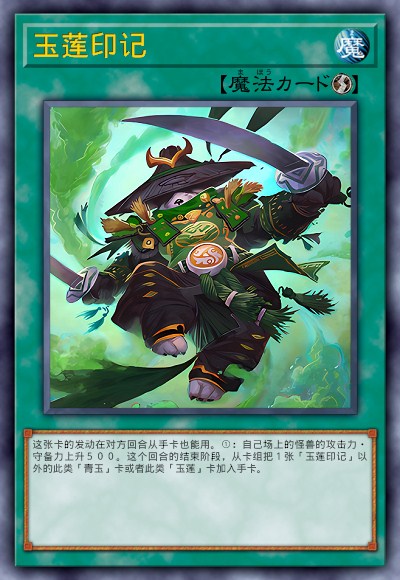 玉莲印记
魔
【魔法カード】
まほう
这张卡的发动在对方回合从手卡也能用。①：自己场上的怪兽的攻击力・
守备力上升５００。这个回合的结束阶段，从卡组把１张「玉莲印记」以
外的此类「青玉」卡或者此类「玉莲」卡加入手卡。